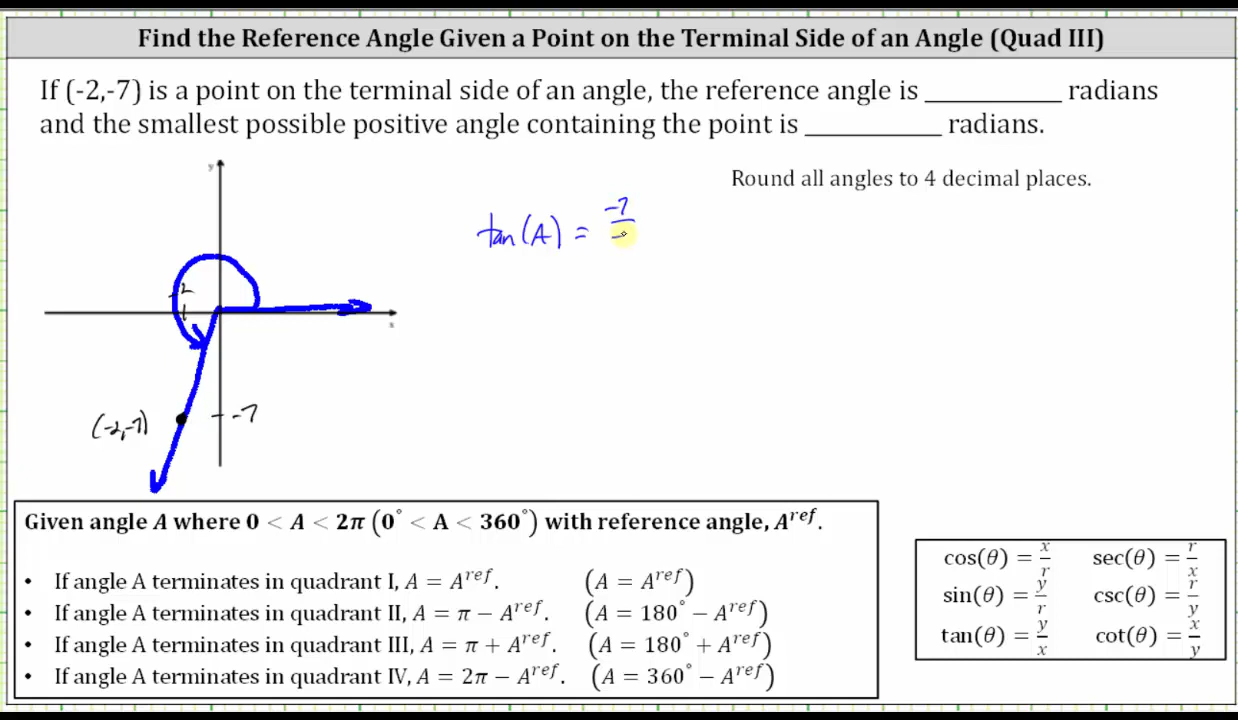 Find the Reference Angle Given a Point on the Terminal Side of an Angle (Quad III)
If (-2,-7) is a point on the terminal side of an angle, the reference angle is ____________ radians
and the smallest possible positive angle containing the point is ____________ radians.
Round all angles to 4 decimal places.
y
tan(A) = -7/-
-2
x
(-2,-7)
-7
Given angle A where 0 < A < 2π (0° < A < 360°) with reference angle, A^ref.
• If angle A terminates in quadrant I, A = A^ref. (A = A^ref)
• If angle A terminates in quadrant II, A = π − A^ref. (A = 180° − A^ref)
• If angle A terminates in quadrant III, A = π + A^ref. (A = 180° + A^ref)
• If angle A terminates in quadrant IV, A = 2π − A^ref. (A = 360° − A^ref)
cos(θ) = x/r sec(θ) = r/x
sin(θ) = y/r csc(θ) = r/y
tan(θ) = y/x cot(θ) = x/y